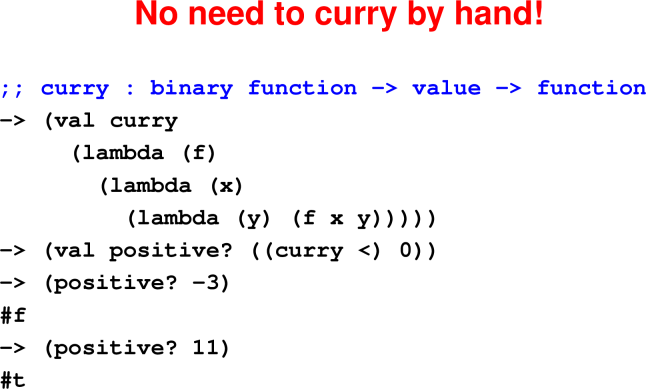 No need to curry by hand!
;; curry : binary function -> value -> function
-> (val curry
(lambda (f)
(lambda (x)
(lambda (y) (f x y)))))
-> (val positive? ((curry <) 0))
-> (positive? -3)
#f
-> (positive? 11)
#t